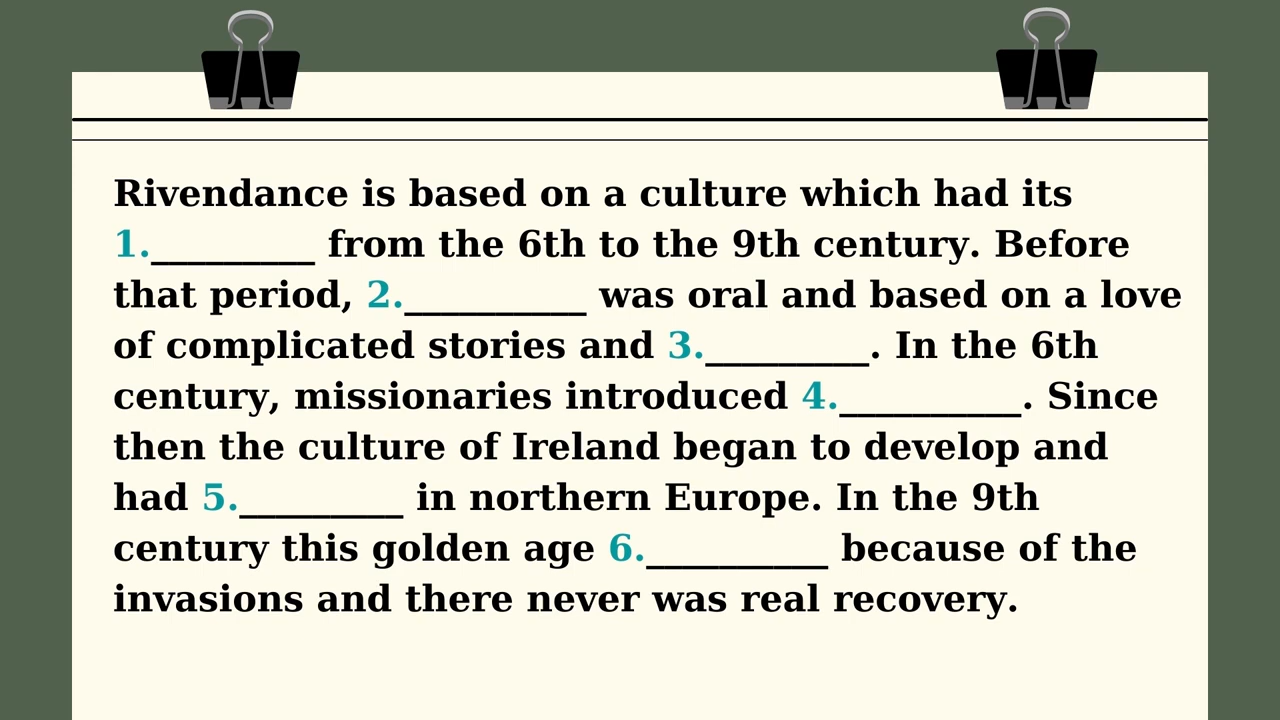 Rivendance is based on a culture which had its
1._________ from the 6th to the 9th century. Before
that period, 2.__________ was oral and based on a love
of complicated stories and 3._________. In the 6th
century, missionaries introduced 4.__________. Since
then the culture of Ireland began to develop and
had 5._________ in northern Europe. In the 9th
century this golden age 6.__________ because of the
invasions and there never was real recovery.